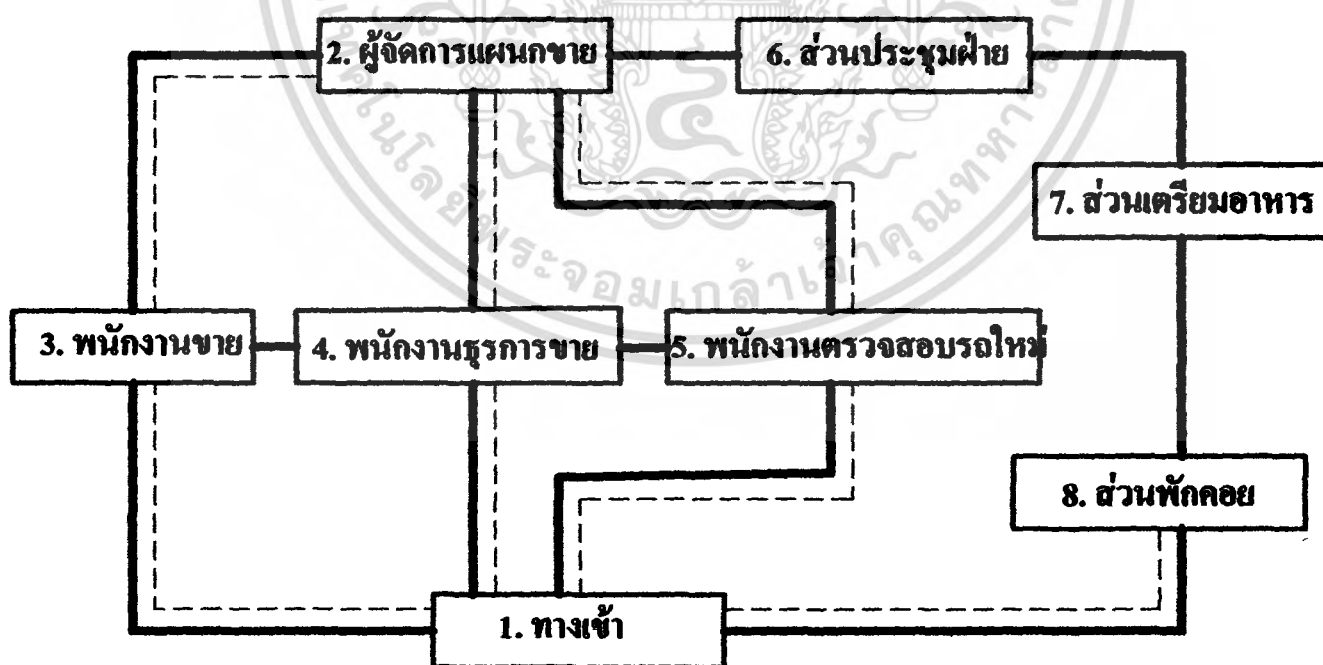 2. ผู้จัดการแผนกขาย
6. ส่วนประชุมฝ่าย
7. ส่วนเตรียมอาหาร
3. พนักงานขาย
4. พนักงานธุรการขาย
5. พนักงานตรวจสอบรถใหม่
8. ส่วนพักคอย
1. ทางเข้า